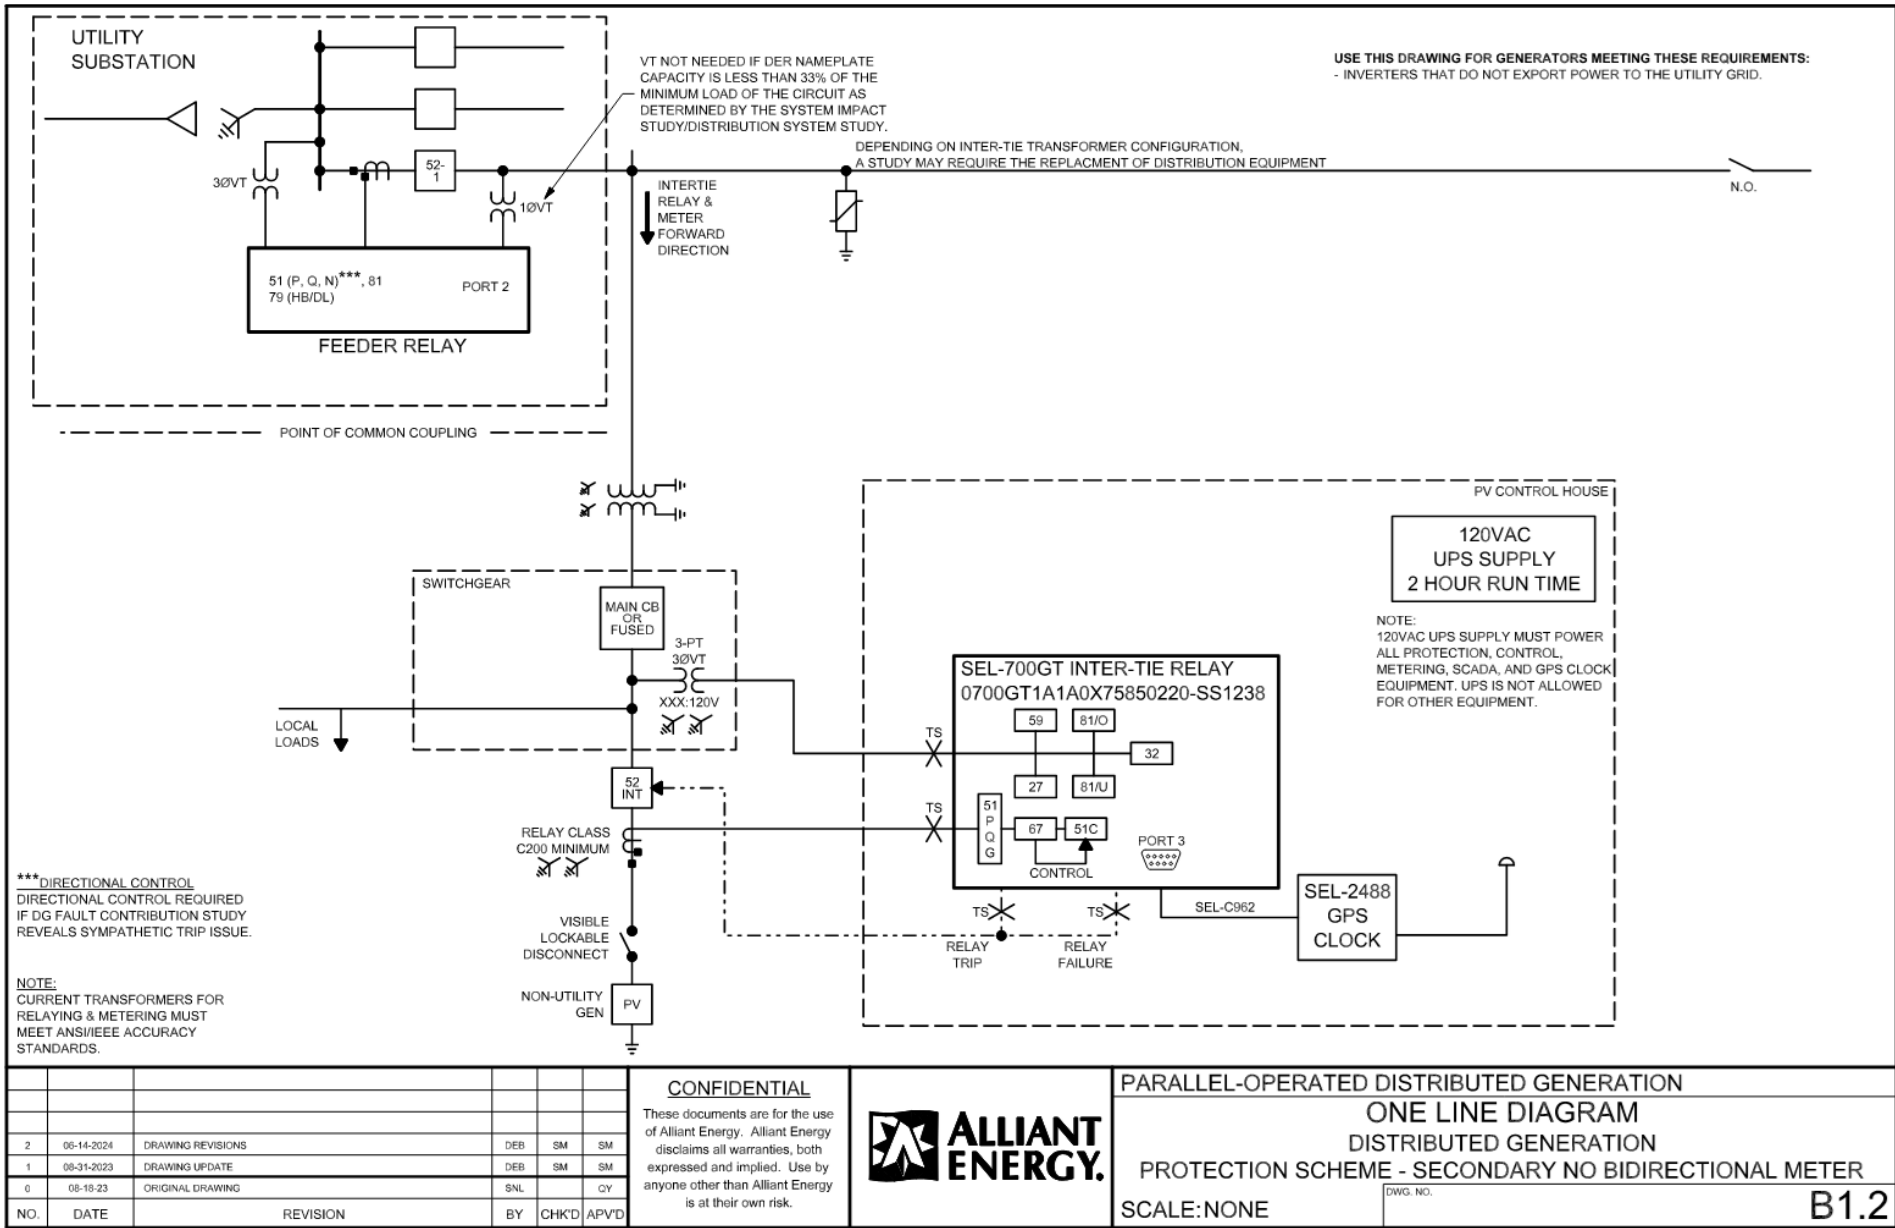 UTILITY
SUBSTATION
VT NOT NEEDED IF DER NAMEPLATE
CAPACITY IS LESS THAN 33% OF THE
MINIMUM LOAD OF THE CIRCUIT AS
DETERMINED BY THE SYSTEM IMPACT
STUDY/DISTRIBUTION SYSTEM STUDY.
USE THIS DRAWING FOR GENERATORS MEETING THESE REQUIREMENTS:
- INVERTERS THAT DO NOT EXPORT POWER TO THE UTILITY GRID.
DEPENDING ON INTER-TIE TRANSFORMER CONFIGURATION,
A STUDY MAY REQUIRE THE REPLACMENT OF DISTRIBUTION EQUIPMENT
N.O.
52-
1
3ØVT
1ØVT
INTERTIE
RELAY &
METER
FORWARD
DIRECTION
51 (P, Q, N)***, 81
79 (HB/DL)
PORT 2
FEEDER RELAY
POINT OF COMMON COUPLING
SWITCHGEAR
MAIN CB
OR
FUSED
3-PT
3ØVT
XXX:120V
LOCAL
LOADS
52
INT
RELAY CLASS
C200 MINIMUM
VISIBLE
LOCKABLE
DISCONNECT
NON-UTILITY
GEN
PV
PV CONTROL HOUSE
120VAC
UPS SUPPLY
2 HOUR RUN TIME
NOTE:
120VAC UPS SUPPLY MUST POWER
ALL PROTECTION, CONTROL,
METERING, SCADA, AND GPS CLOCK
EQUIPMENT. UPS IS NOT ALLOWED
FOR OTHER EQUIPMENT.
SEL-700GT INTER-TIE RELAY
0700GT1A1A0X75850220-SS1238
59
81/O
32
27
81/U
TS
TS
51
P
Q
G
67
51C
CONTROL
PORT 3
TS
TS
RELAY
TRIP
RELAY
FAILURE
SEL-C962
SEL-2488
GPS
CLOCK
***DIRECTIONAL CONTROL
DIRECTIONAL CONTROL REQUIRED
IF DG FAULT CONTRIBUTION STUDY
REVEALS SYMPATHETIC TRIP ISSUE.
NOTE:
CURRENT TRANSFORMERS FOR
RELAYING & METERING MUST
MEET ANSI/IEEE ACCURACY
STANDARDS.
2 06-14-2024 DRAWING REVISIONS DEB SM SM
1 08-31-2023 DRAWING UPDATE DEB SM SM
0 08-18-23 ORIGINAL DRAWING SNL QY
NO. DATE REVISION BY CHK'D APV'D
CONFIDENTIAL
These documents are for the use
of Alliant Energy. Alliant Energy
disclaims all warranties, both
expressed and implied. Use by
anyone other than Alliant Energy
is at their own risk.
ALLIANT
ENERGY.
PARALLEL-OPERATED DISTRIBUTED GENERATION
ONE LINE DIAGRAM
DISTRIBUTED GENERATION
PROTECTION SCHEME - SECONDARY NO BIDIRECTIONAL METER
SCALE:NONE
DWG. NO.
B1.2